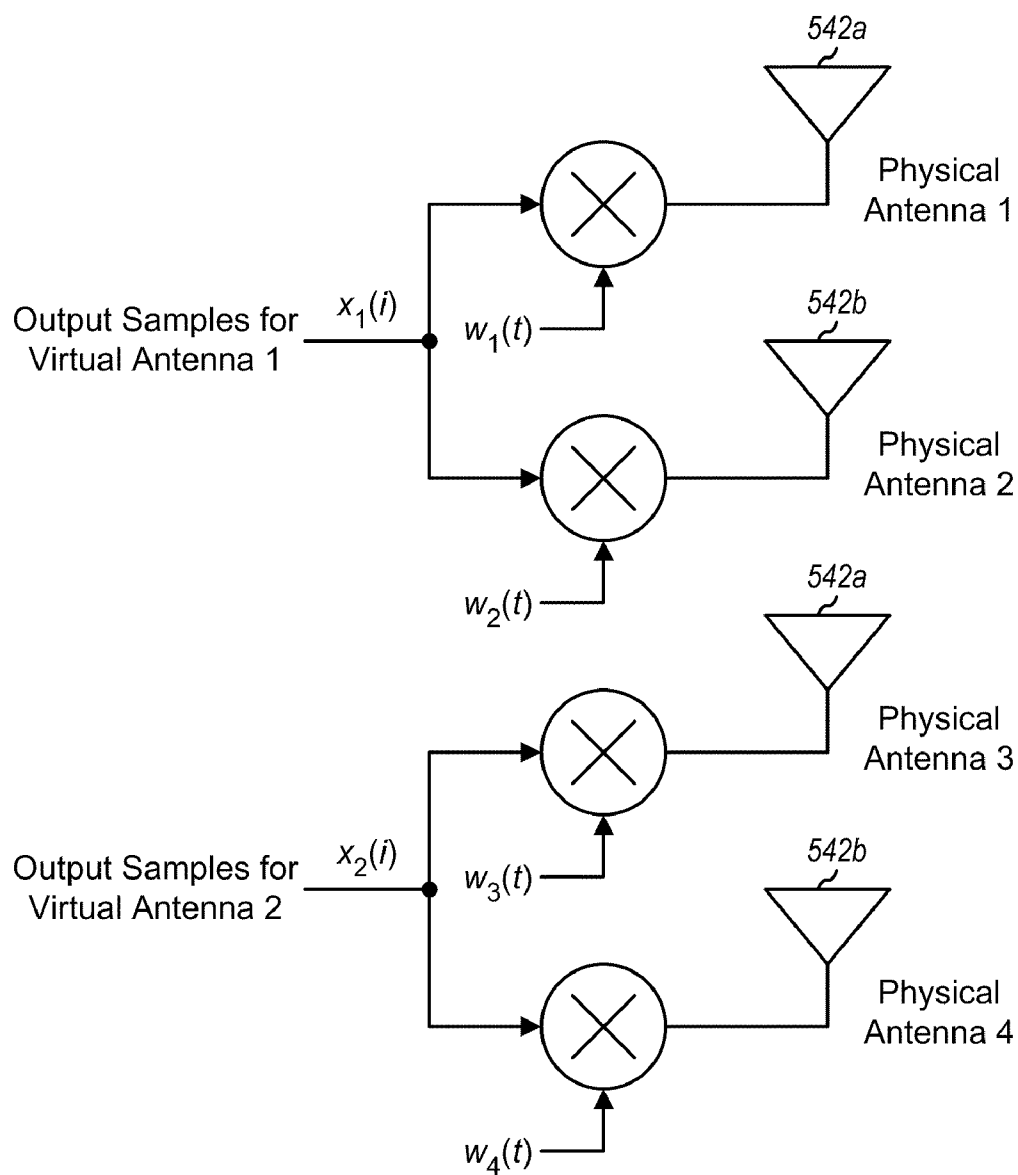 542a
Physical
Antenna 1
Output Samples for
Virtual Antenna 1
x₁(i)
w₁(t)
542b
Physical
Antenna 2
w₂(t)
542a
Physical
Antenna 3
Output Samples for
Virtual Antenna 2
x₂(i)
w₃(t)
542b
Physical
Antenna 4
w₄(t)